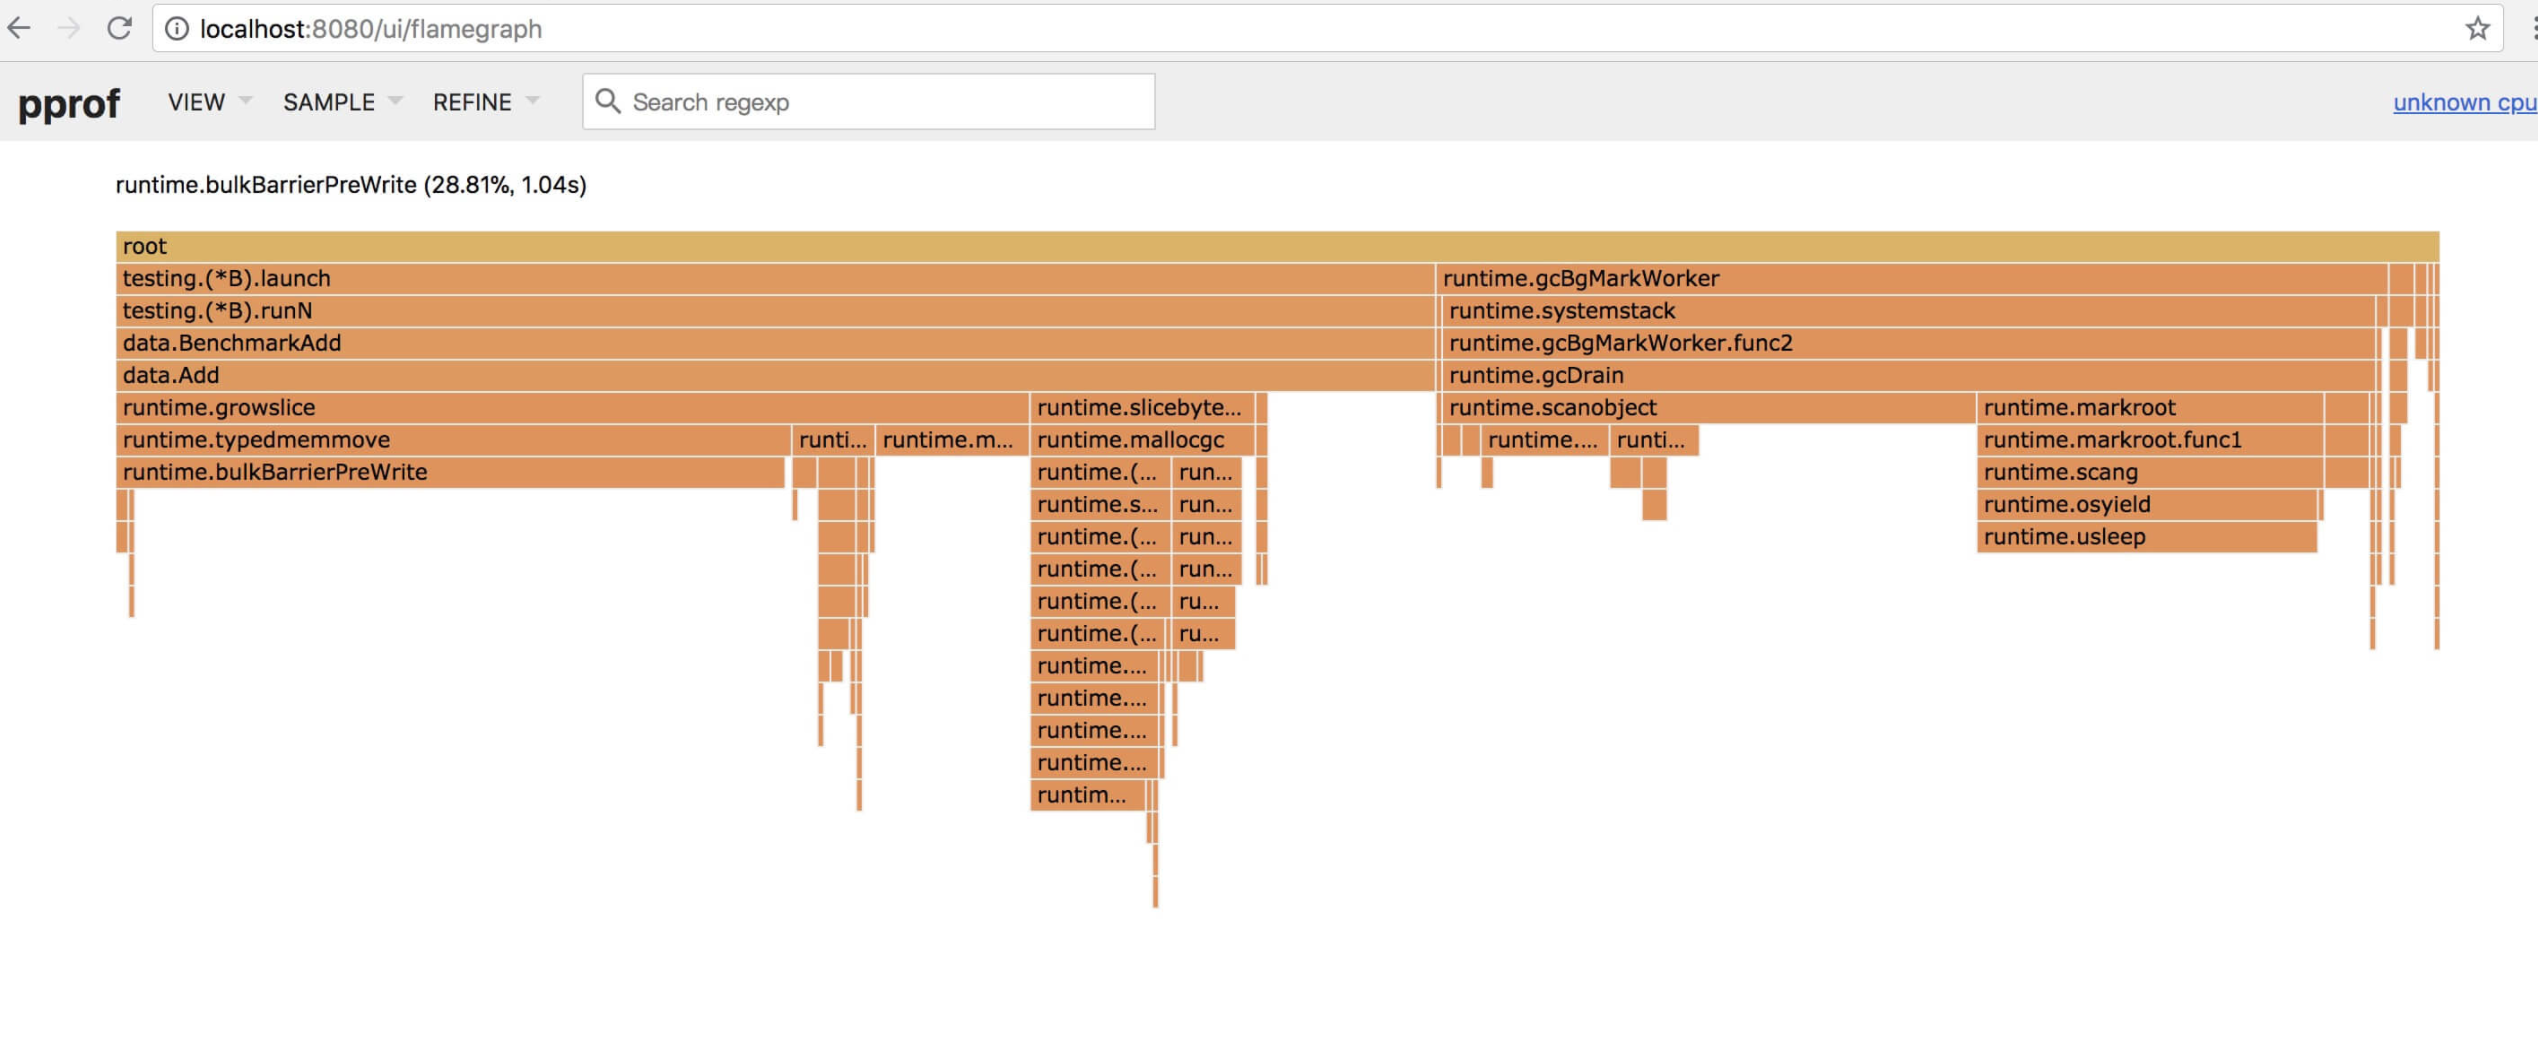 localhost:8080/ui/flamegraph
pprof VIEW SAMPLE REFINE Search regexp unknown cpu
runtime.bulkBarrierPreWrite (28.81%, 1.04s)
root
testing.(*B).launch runtime.gcBgMarkWorker
testing.(*B).runN runtime.systemstack
data.BenchmarkAdd runtime.gcBgMarkWorker.func2
data.Add runtime.gcDrain
runtime.growslice runtime.slicebyte... runtime.scanobject runtime.markroot
runtime.typedmemmove runti... runtime.m... runtime.mallocgc runtime.... runti... runtime.markroot.func1
runtime.bulkBarrierPreWrite runtime.(... run... runtime.scang
runtime.s... run... runtime.osyield
runtime.(... run... runtime.usleep
runtime.(... run...
runtime.(... ru...
runtime.(... ru...
runtime....
runtime....
runtime....
runtime....
runtim...